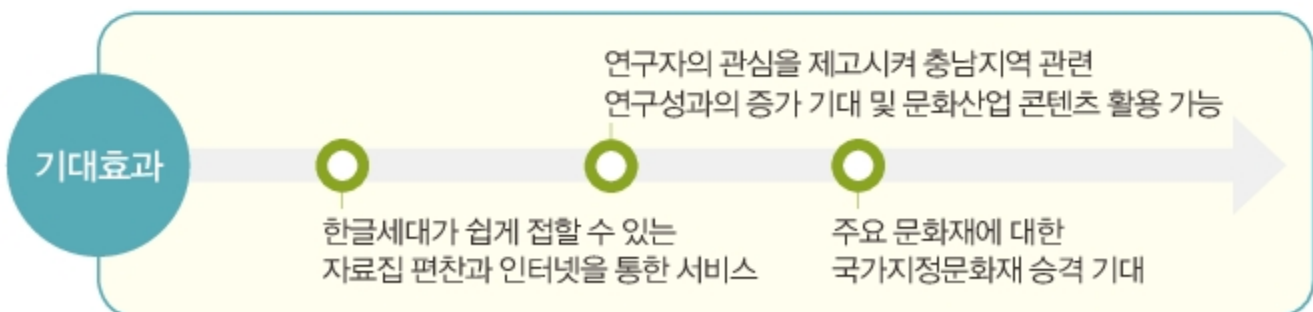 기대효과
한글세대가 쉽게 접할 수 있는
자료집 편찬과 인터넷을 통한 서비스
연구자의 관심을 제고시켜 충남지역 관련
연구성과의 증가 기대 및 문화산업 콘텐츠 활용 가능
주요 문화재에 대한
국가지정문화재 승격 기대